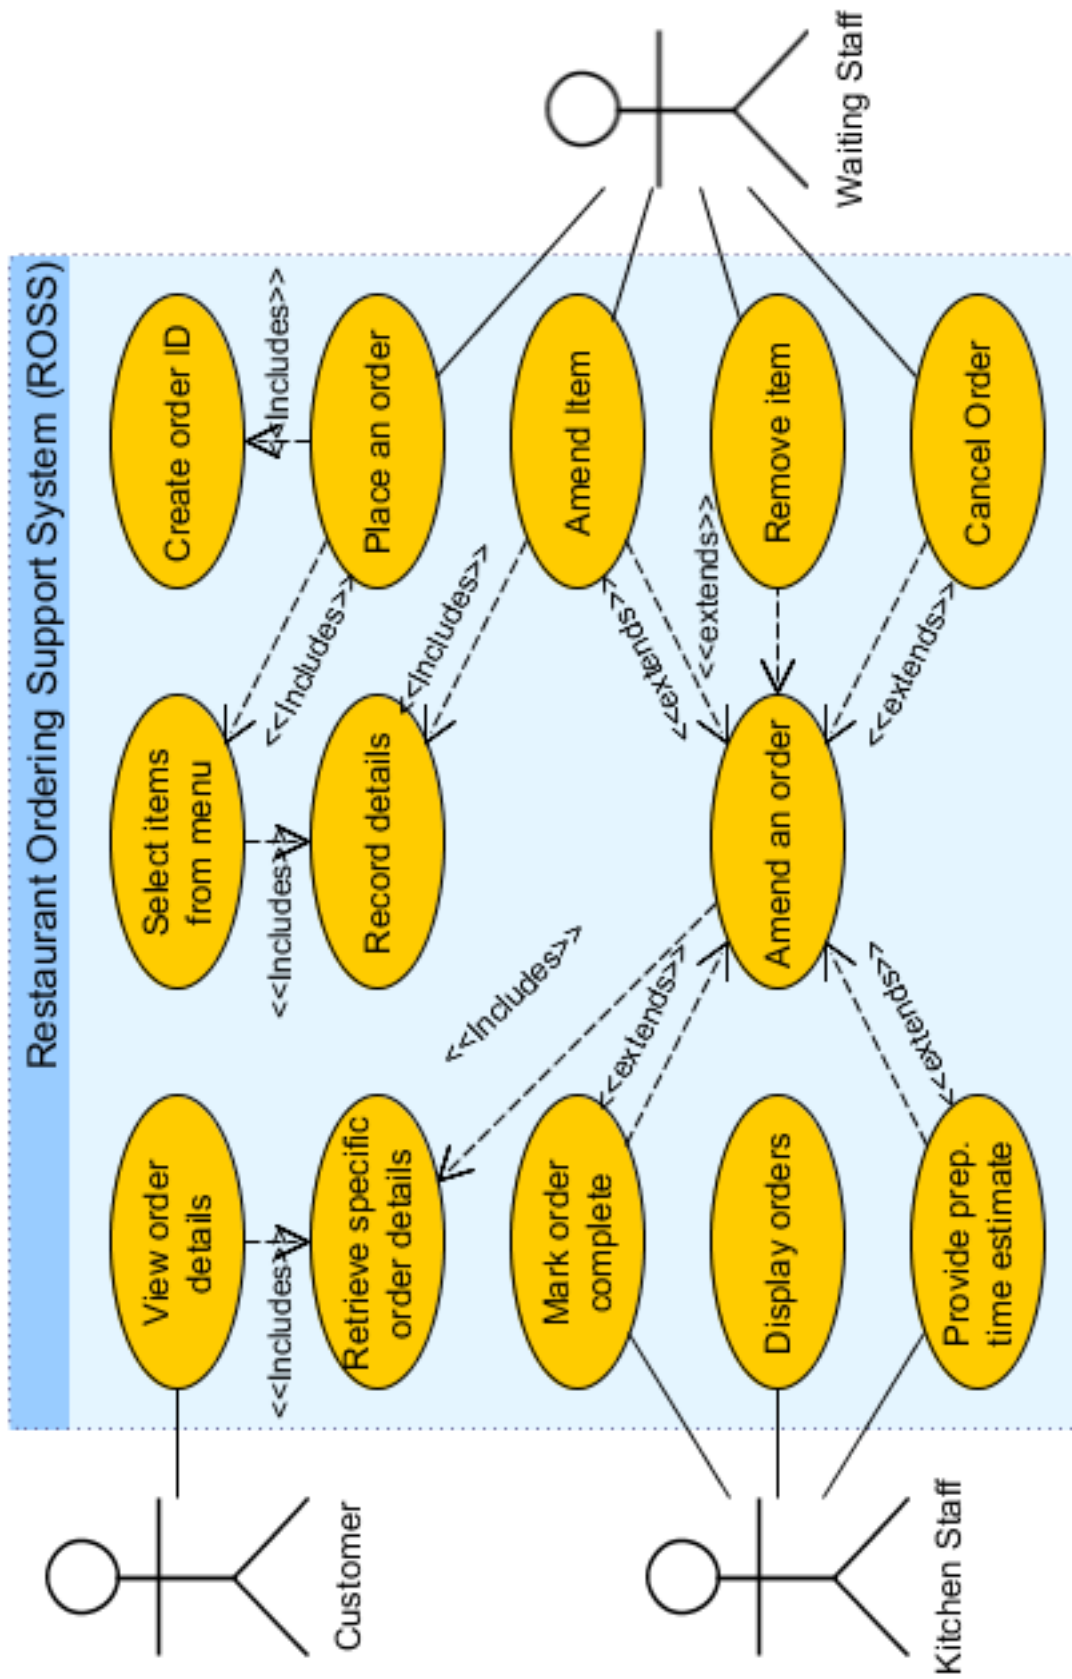 Restaurant Ordering Support System (ROSS)
View order
details
Select items
from menu
Create order ID
<<Includes>>
<<Includes>>
<<Includes>>
<<Includes>>
Customer
Retrieve specific
order details
Record details
Place an order
<<Includes>>
<<Includes>>
Mark order
complete
Amend Item
<<extends>>
<<extends>>
<<extends>>
Waiting Staff
Display orders
Amend an order
Remove item
<<extends>>
<<extends>>
Kitchen Staff
Provide prep.
time estimate
Cancel Order